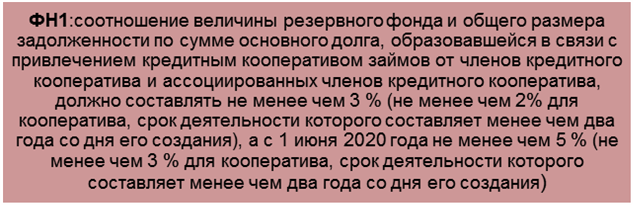 ФН1:соотношение величины резервного фонда и общего размера
задолженности по сумме основного долга, образовавшейся в связи с
привлечением кредитным кооперативом займов от членов кредитного
кооператива и ассоциированных членов кредитного кооператива,
должно составлять не менее чем 3 % (не менее чем 2% для
кооператива, срок деятельности которого составляет менее чем два
года со дня его создания), а с 1 июня 2020 года не менее чем 5 % (не
менее чем 3 % для кооператива, срок деятельности которого
составляет менее чем два года со дня его создания)